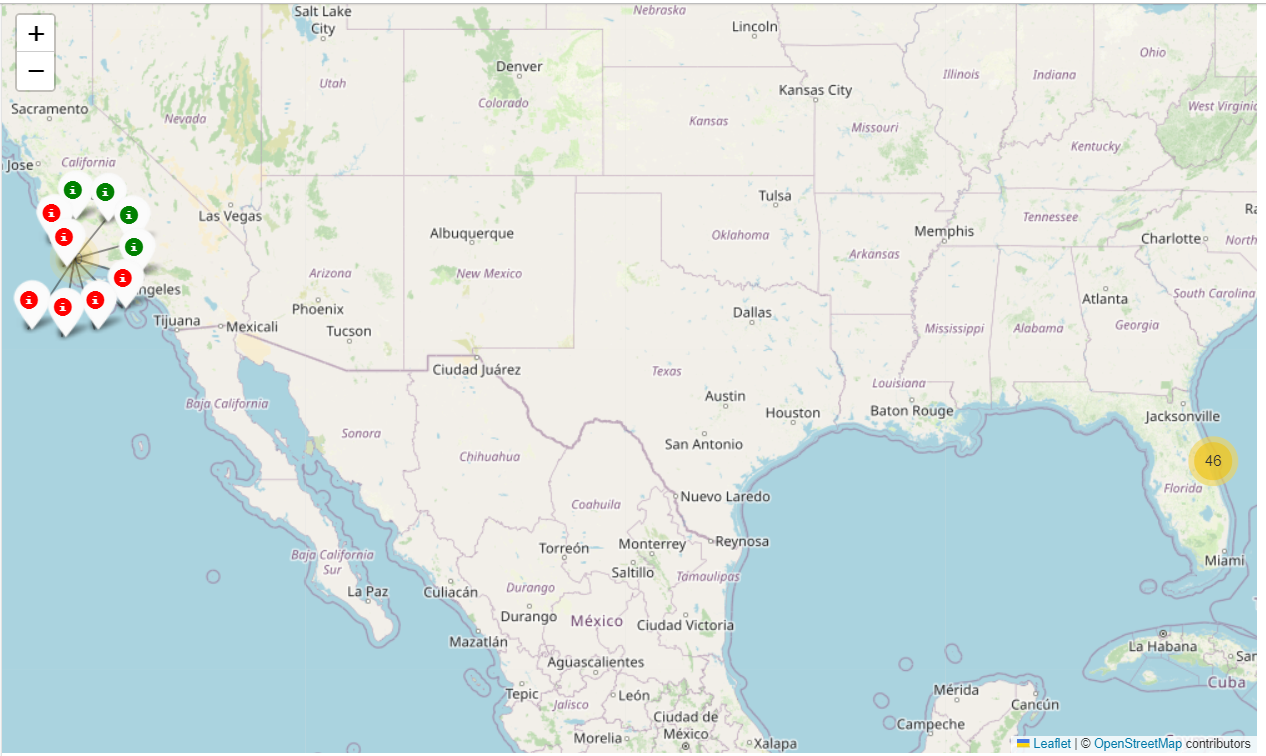 +
−
Salt Lake
City
Nebraska
Lincoln
Denver
Utah
Colorado
Kansas City
Illinois
Indiana
Ohio
Sacramento
Nevada
Kansas
Missouri
West Virginia
Kentucky
Jose
California
Las Vegas
Tulsa
Tennessee
Ra
Albuquerque
Oklahoma
Memphis
Charlotte
North
Arizona
New Mexico
Arkansas
ngeles
Phoenix
Dallas
Atlanta
South Carolina
Tijuana
Mexicali
Tucson
Mississippi
Alabama
Georgia
Ciudad Juárez
Texas
Louisiana
Baja California
Austin
Houston
Baton Rouge
Jacksonville
Sonora
San Antonio
Chihuahua
46
Florida
Coahuila
Nuevo Laredo
Baja California
Sur
Torreón
Monterrey
Reynosa
Saltillo
Tamaulipas
Miami
La Paz
Culiacán
Durango
Durango
México
Ciudad Victoria
Mazatlán
La Habana
San
Aguascalientes
Cuba
Tepic
León
Jalisco
Mérida
Cancún
Ciudad de
México
Campeche
Morelia
Xalapa
Leaflet | © OpenStreetMap contributors